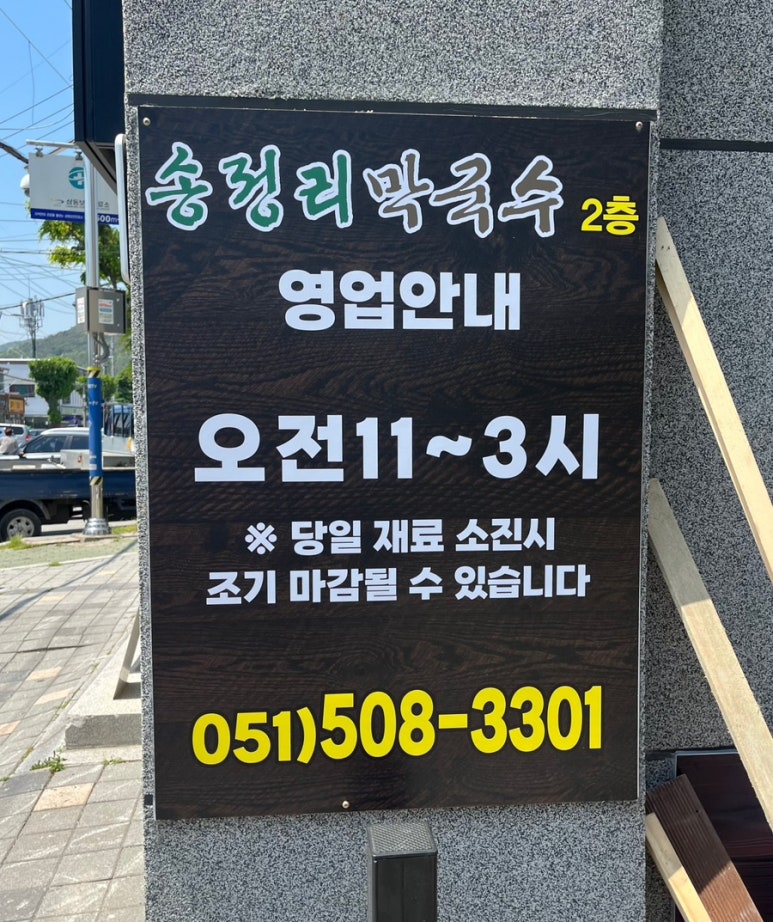 송정리막국수 2층
영업안내
오전11~3시
※ 당일 재료 소진시
조기 마감될 수 있습니다
051)508-3301